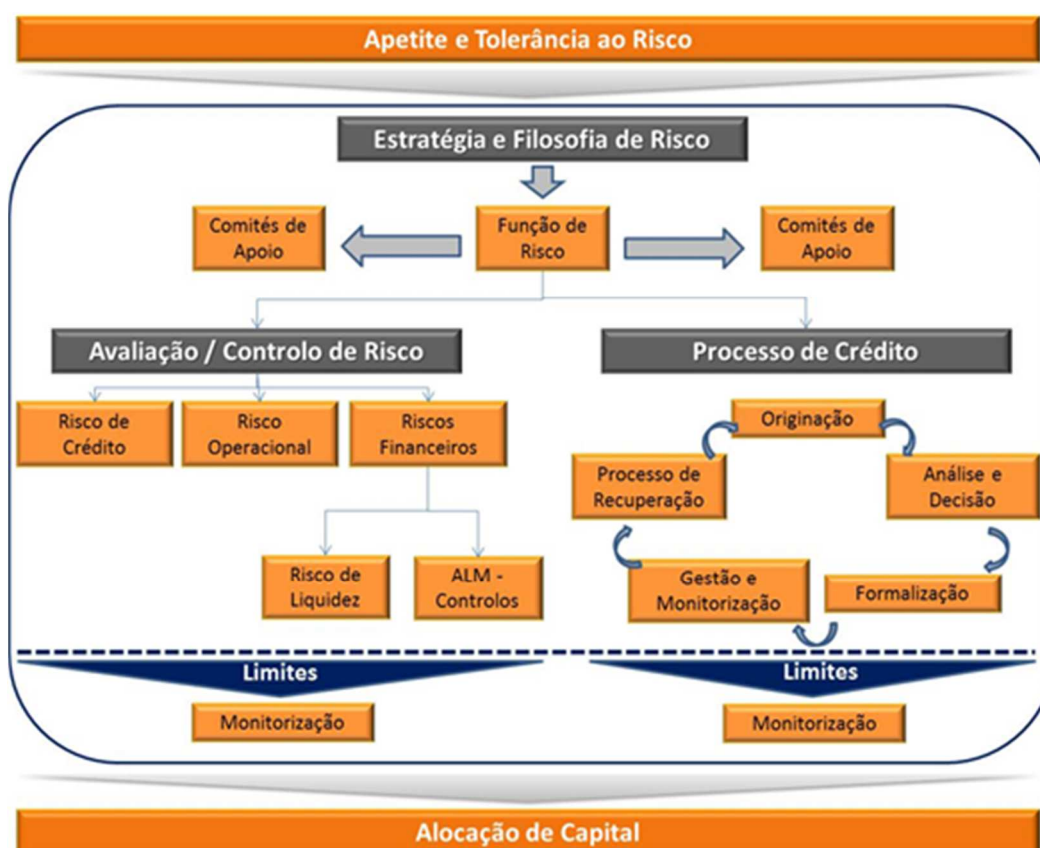 Apetite e Tolerância ao Risco
Estratégia e Filosofia de Risco
Comités de
Apoio
Função de
Risco
Comités de
Apoio
Avaliação / Controlo de Risco
Processo de Crédito
Risco de
Crédito
Risco
Operacional
Riscos
Financeiros
Risco de
Liquidez
ALM -
Controlos
Originação
Análise e
Decisão
Formalização
Gestão e
Monitorização
Processo de
Recuperação
Limites
Limites
Monitorização
Monitorização
Alocação de Capital